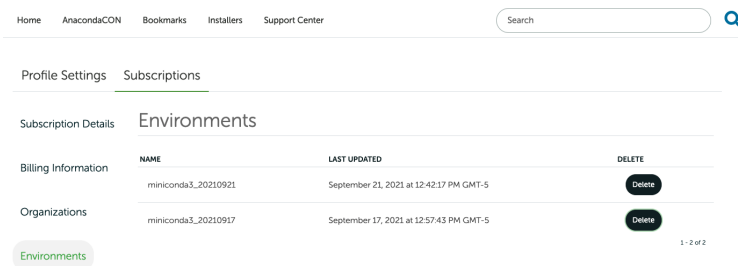 Home AnacondaCON Bookmarks Installers Support Center Search
Profile Settings Subscriptions
Subscription Details
Billing Information
Organizations
Environments
Environments
NAME LAST UPDATED DELETE
miniconda3_20210921 September 21, 2021 at 12:42:17 PM GMT-5 Delete
miniconda3_20210917 September 17, 2021 at 12:57:43 PM GMT-5 Delete
1 - 2 of 2